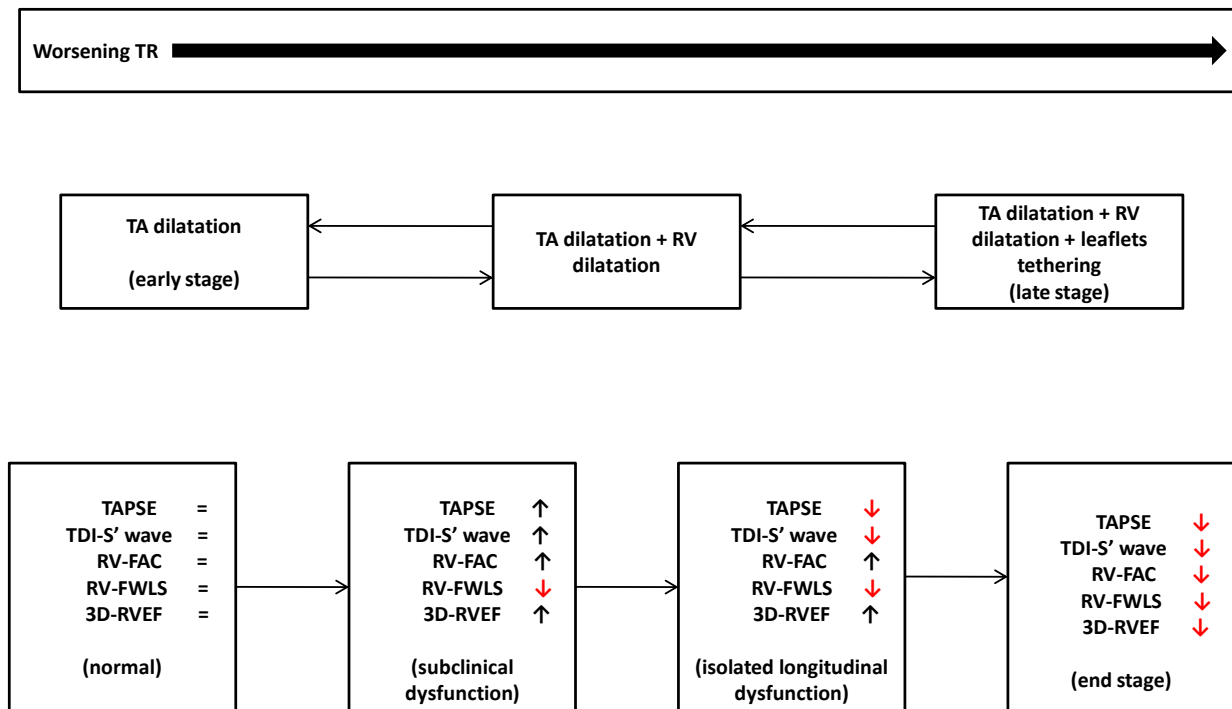 Worsening TR
TA dilatation
(early stage)
TA dilatation + RV
dilatation
TA dilatation + RV
dilatation + leaflets
tethering
(late stage)
TAPSE =
TDI-S’ wave =
RV-FAC =
RV-FWLS =
3D-RVEF =
(normal)
TAPSE ↑
TDI-S’ wave ↑
RV-FAC ↑
RV-FWLS ↓
3D-RVEF ↑
(subclinical
dysfunction)
TAPSE ↓
TDI-S’ wave ↓
RV-FAC ↑
RV-FWLS ↓
3D-RVEF ↑
(isolated longitudinal
dysfunction)
TAPSE ↓
TDI-S’ wave ↓
RV-FAC ↓
RV-FWLS ↓
3D-RVEF ↓
(end stage)